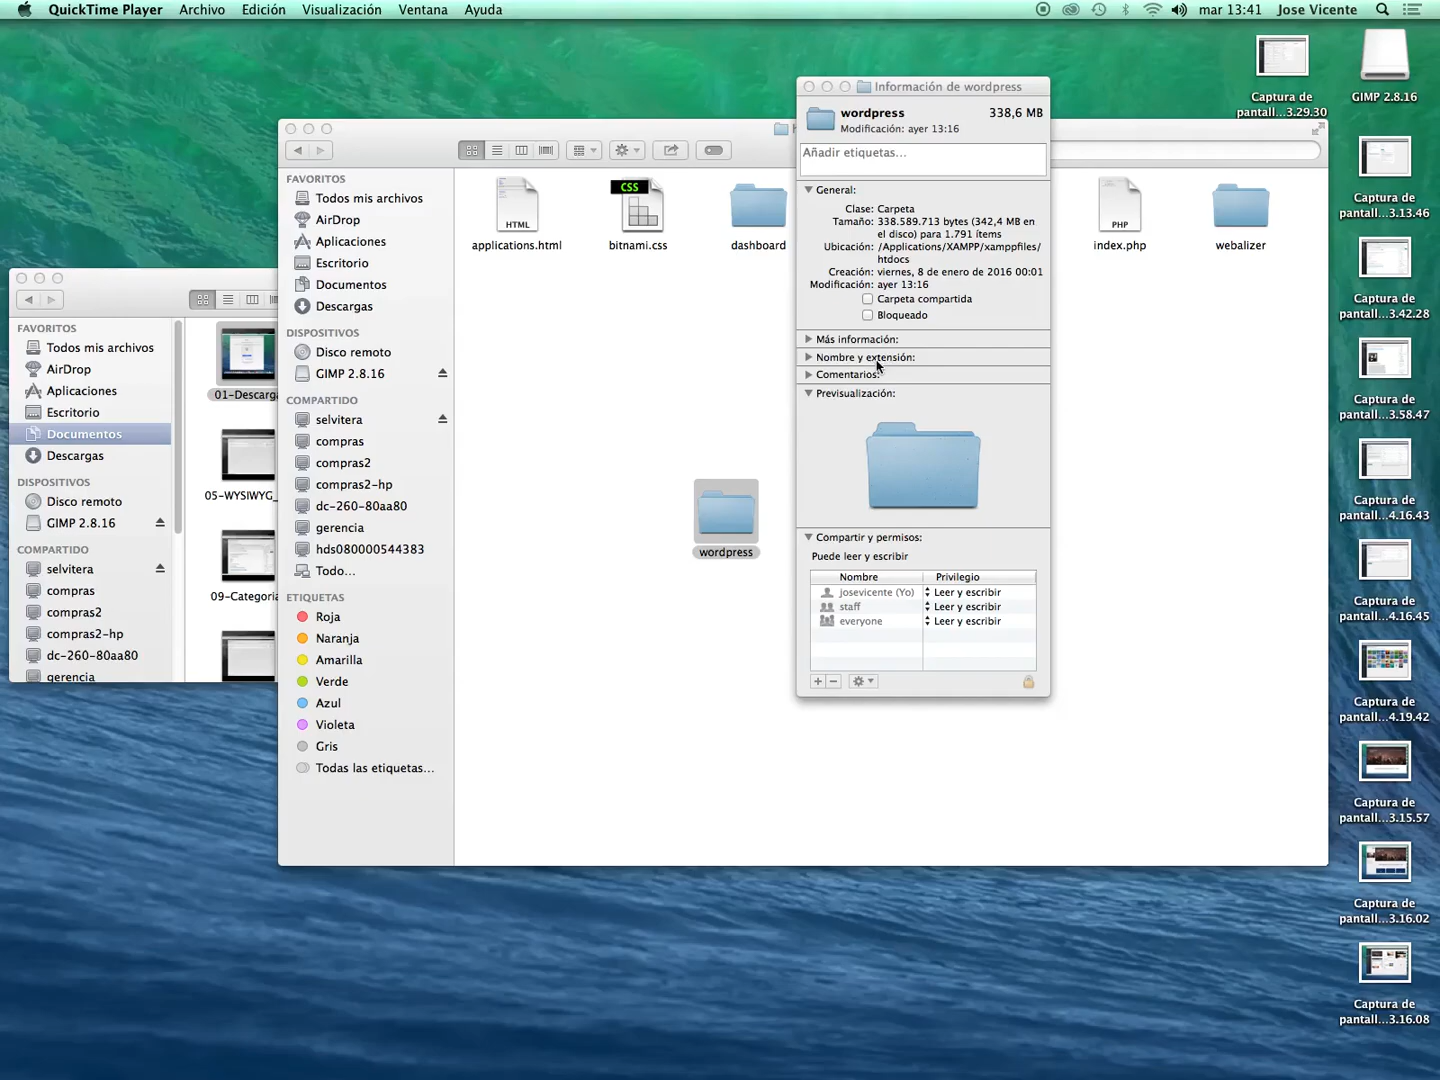 QuickTime Player Archivo Edición Visualización Ventana Ayuda mar 13:41 Jose Vicente
Captura de
pantall...3.29.30
GIMP 2.8.16
Captura de
pantall...3.13.46
Captura de
pantall...3.42.28
Captura de
pantall...3.58.47
Captura de
pantall...4.16.43
Captura de
pantall...4.16.45
Captura de
pantall...4.19.42
Captura de
pantall...3.15.57
Captura de
pantall...3.16.02
Captura de
pantall...3.16.08
FAVORITOS
Todos mis archivos
AirDrop
Aplicaciones
Escritorio
Documentos
Descargas
DISPOSITIVOS
Disco remoto
GIMP 2.8.16
COMPARTIDO
selvitera
compras
compras2
compras2-hp
dc-260-80aa80
gerencia
01-Descarga
05-WYSIWYG_
09-Categoria
FAVORITOS
Todos mis archivos
AirDrop
Aplicaciones
Escritorio
Documentos
Descargas
DISPOSITIVOS
Disco remoto
GIMP 2.8.16
COMPARTIDO
selvitera
compras
compras2
compras2-hp
dc-260-80aa80
gerencia
hds080000544383
Todo...
ETIQUETAS
Roja
Naranja
Amarilla
Verde
Azul
Violeta
Gris
Todas las etiquetas...
HTML
applications.html
CSS
bitnami.css
dashboard
PHP
index.php
webalizer
wordpress
Información de wordpress
wordpress 338,6 MB
Modificación: ayer 13:16
Añadir etiquetas...
General:
Clase: Carpeta
Tamaño: 338.589.713 bytes (342,4 MB en
el disco) para 1.791 ítems
Ubicación: /Applications/XAMPP/xamppfiles/
htdocs
Creación: viernes, 8 de enero de 2016 00:01
Modificación: ayer 13:16
Carpeta compartida
Bloqueado
Más información:
Nombre y extensión:
Comentarios:
Previsualización:
Compartir y permisos:
Puede leer y escribir
Nombre Privilegio
josevicente (Yo) Leer y escribir
staff Leer y escribir
everyone Leer y escribir